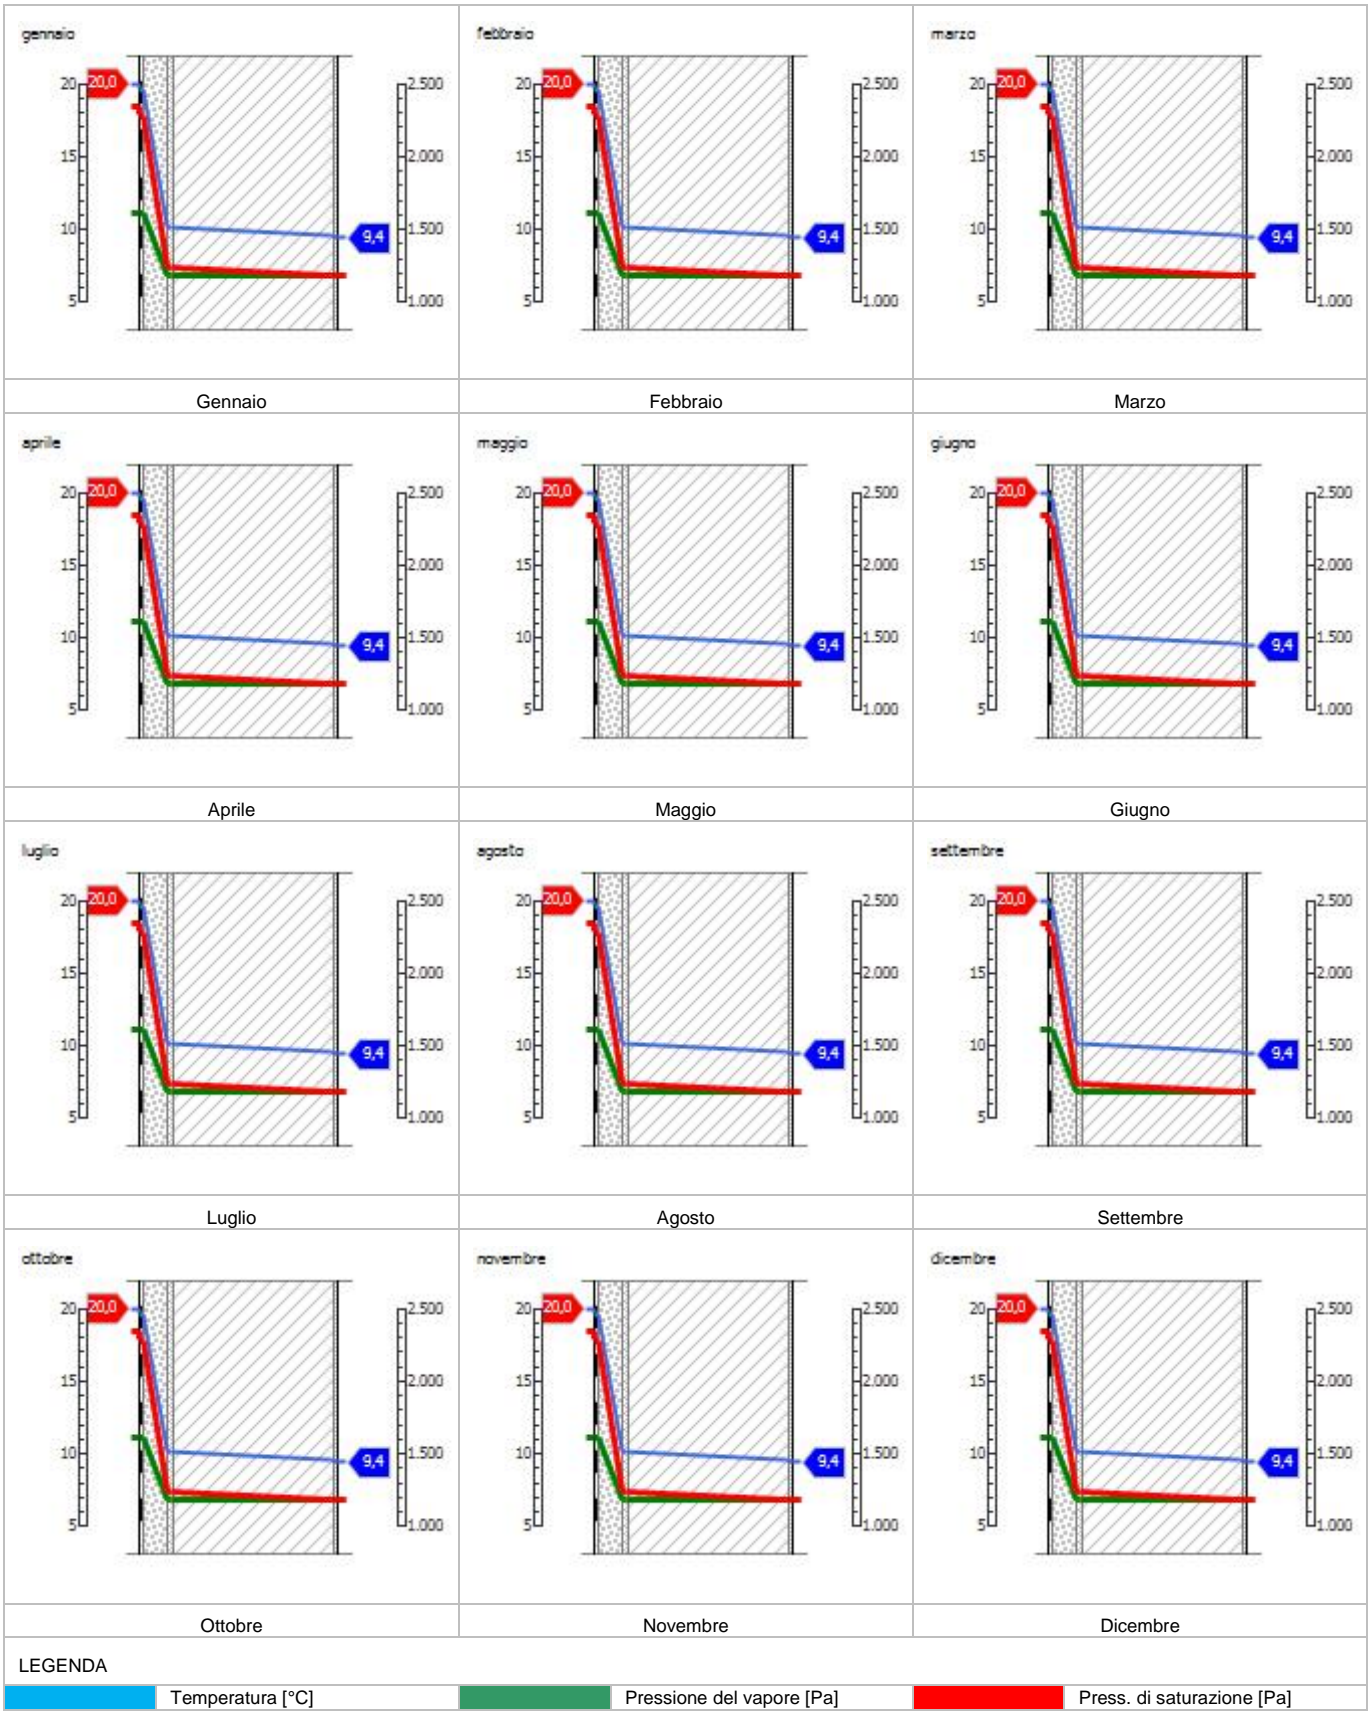 gennaio febbraio marzo
20 20,0 2.500 20 20,0 2.500 20 20,0 2.500
15 2.000 15 2.000 15 2.000
10 1.500 10 1.500 10 1.500
9,4 9,4 9,4
5 1.000 5 1.000 5 1.000
Gennaio Febbraio Marzo
aprile maggio giugno
20 20,0 2.500 20 20,0 2.500 20 20,0 2.500
15 2.000 15 2.000 15 2.000
10 1.500 10 1.500 10 1.500
9,4 9,4 9,4
5 1.000 5 1.000 5 1.000
Aprile Maggio Giugno
luglio agosto settembre
20 20,0 2.500 20 20,0 2.500 20 20,0 2.500
15 2.000 15 2.000 15 2.000
10 1.500 10 1.500 10 1.500
9,4 9,4 9,4
5 1.000 5 1.000 5 1.000
Luglio Agosto Settembre
ottobre novembre dicembre
20 20,0 2.500 20 20,0 2.500 20 20,0 2.500
15 2.000 15 2.000 15 2.000
10 1.500 10 1.500 10 1.500
9,4 9,4 9,4
5 1.000 5 1.000 5 1.000
Ottobre Novembre Dicembre
LEGENDA
Temperatura [°C] Pressione del vapore [Pa] Press. di saturazione [Pa]